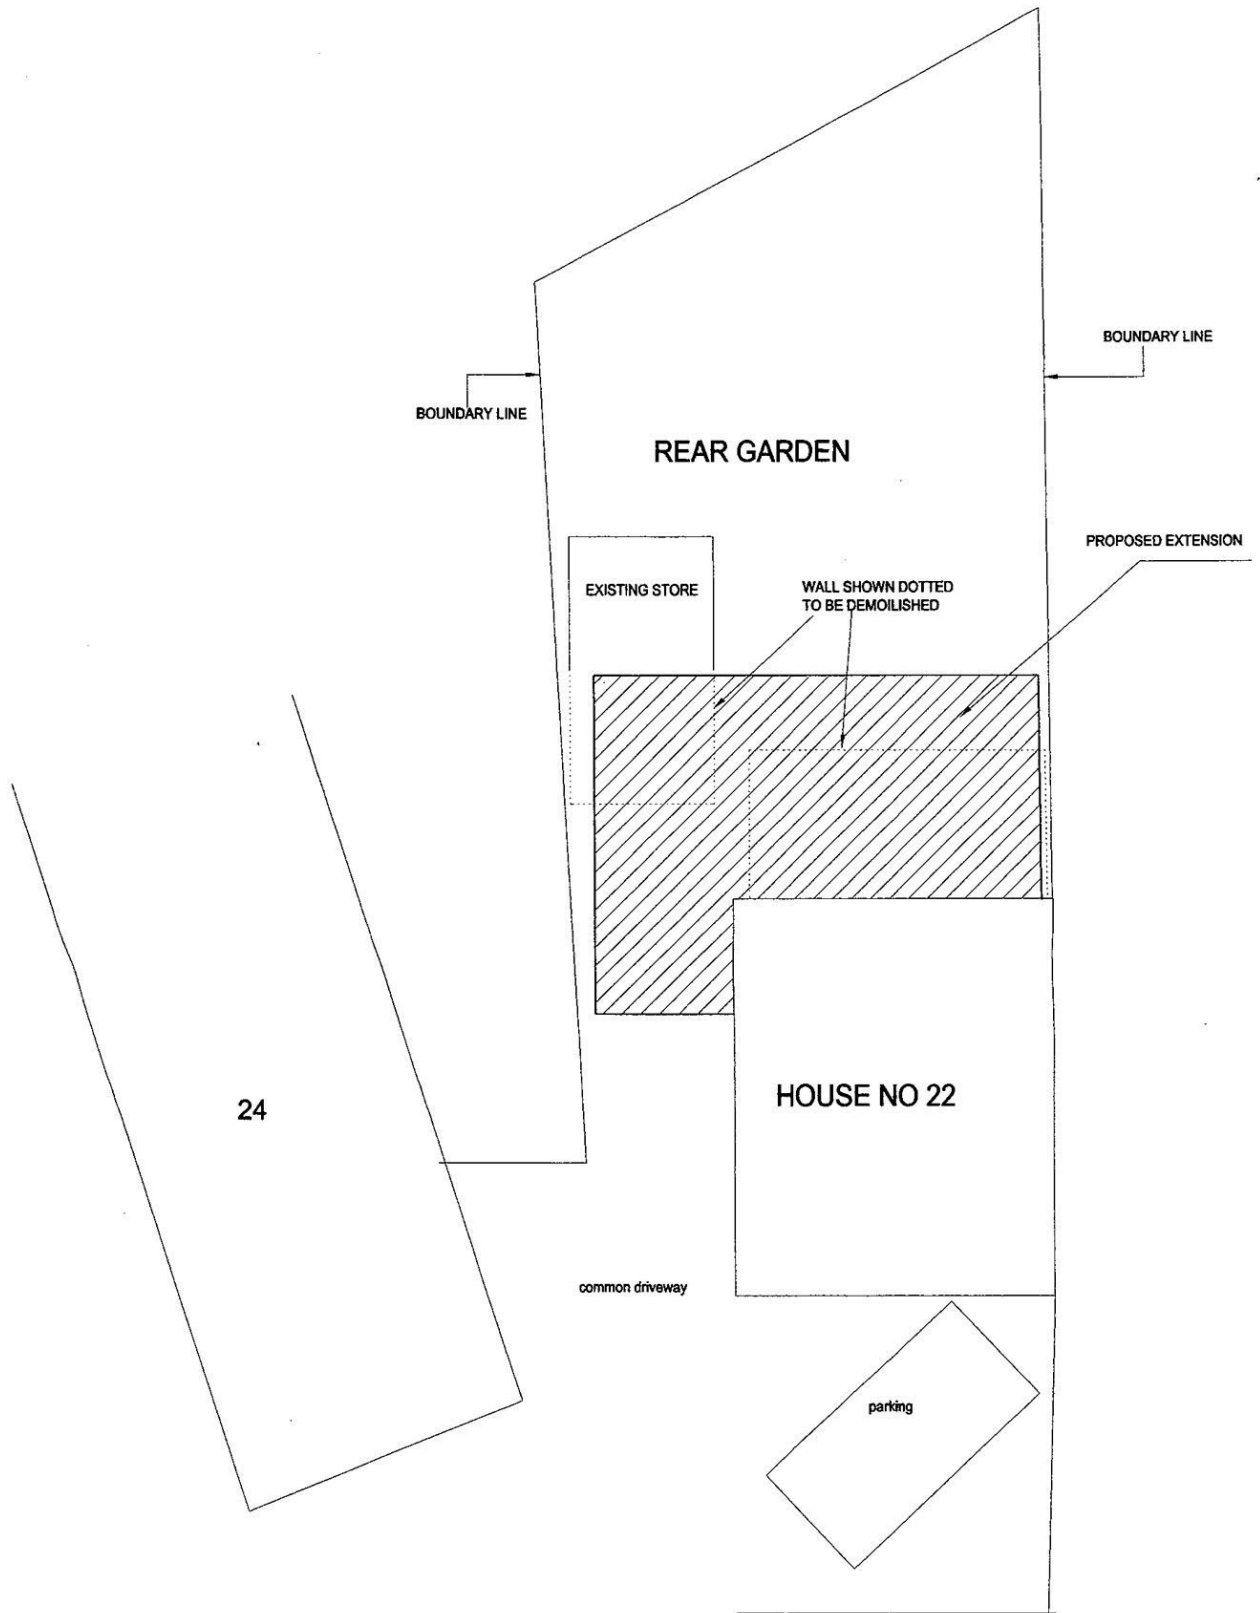 BOUNDARY LINE
BOUNDARY LINE
REAR GARDEN
PROPOSED EXTENSION
EXISTING STORE
WALL SHOWN DOTTED
TO BE DEMOILISHED
24
HOUSE NO 22
common driveway
parking